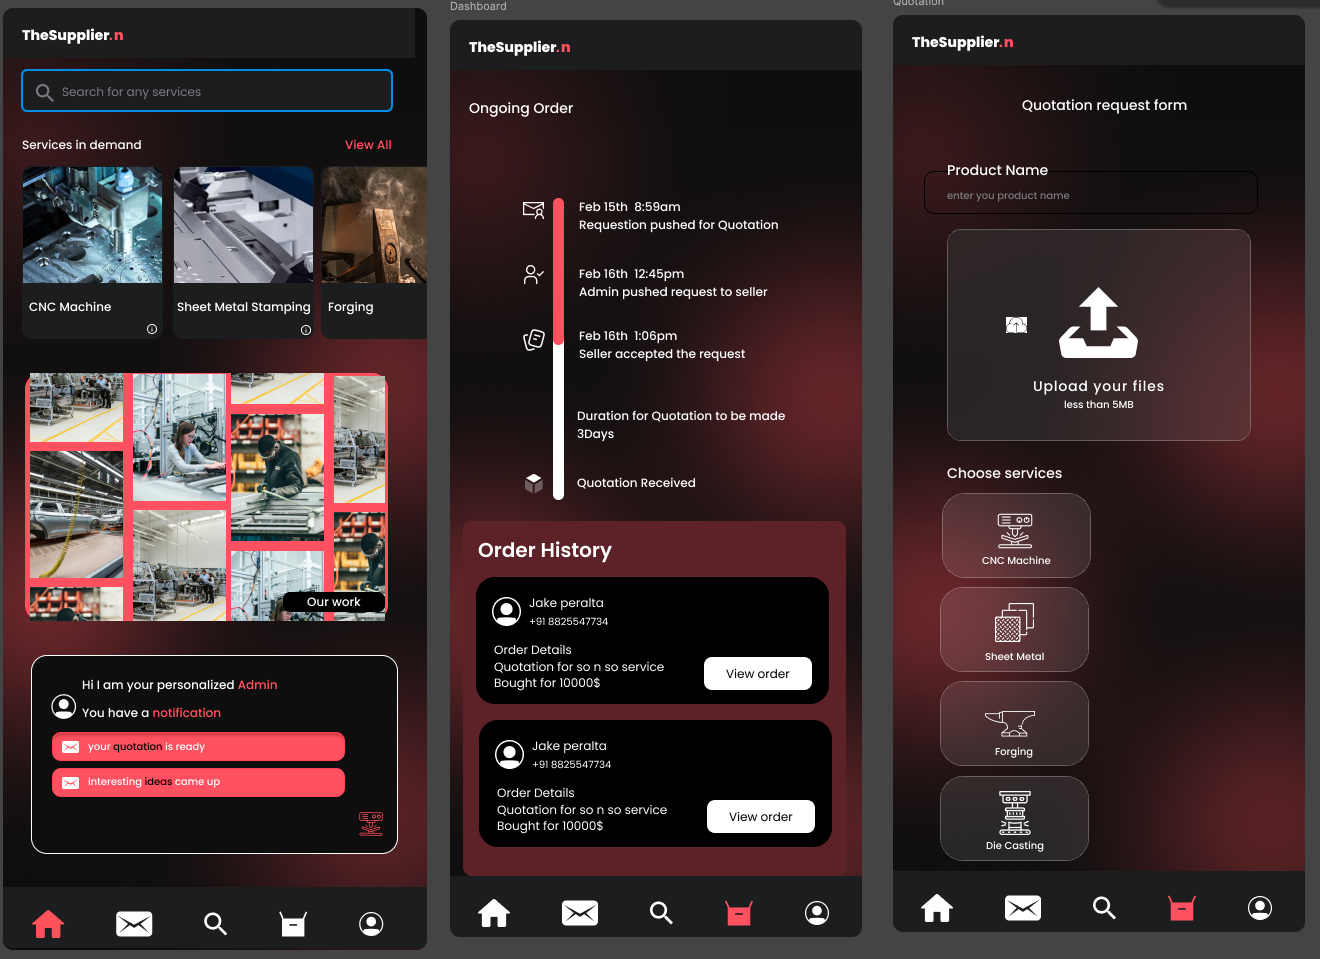 TheSupplier.n
Search for any services
Services in demand
View All
CNC Machine
Sheet Metal Stamping
Forging
Our work
Hi I am your personalized Admin
You have a notification
your quotation is ready
interesting ideas came up
Dashboard
TheSupplier.n
Ongoing Order
Feb 15th 8:59am
Requestion pushed for Quotation
Feb 16th 12:45pm
Admin pushed request to seller
Feb 16th 1:06pm
Seller accepted the request
Duration for Quotation to be made
3Days
Quotation Received
Order History
Jake peralta
+91 8825547734
Order Details
Quotation for so n so service
Bought for 10000$
View order
Jake peralta
+91 8825547734
Order Details
Quotation for so n so service
Bought for 10000$
View order
Quotation
TheSupplier.n
Quotation request form
Product Name
enter you product name
Upload your files
less than 5MB
Choose services
CNC Machine
Sheet Metal
Forging
Die Casting